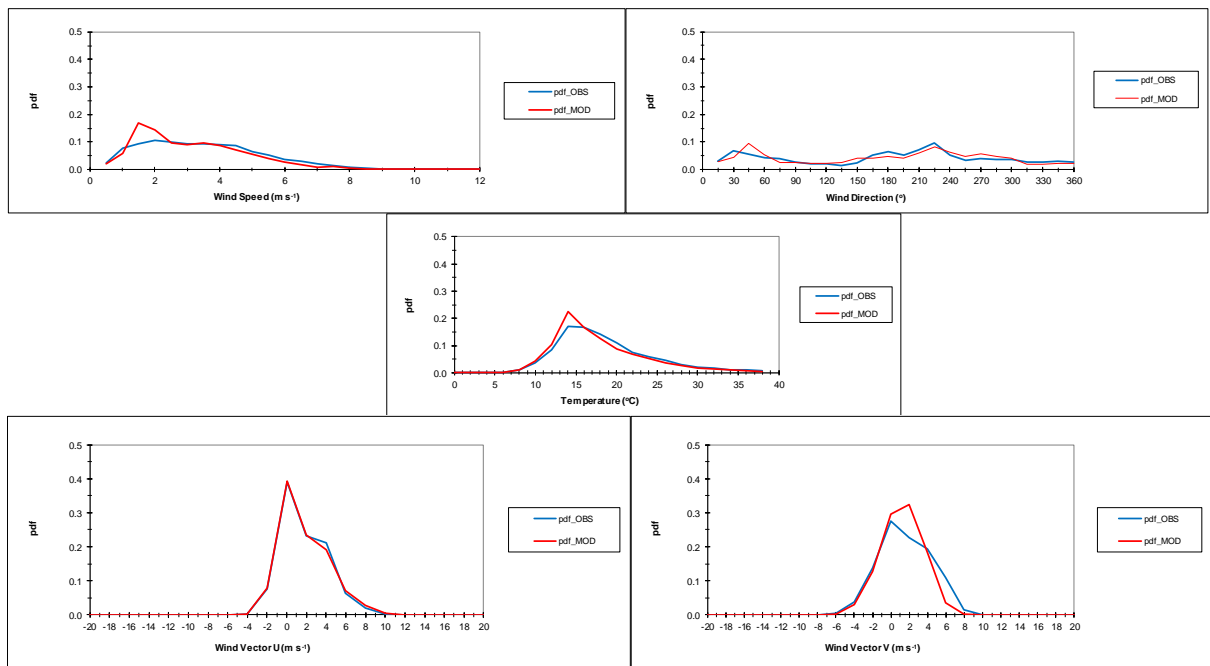 0.5
0.4
0.3
0.2
0.1
0.0
pdf
0 2 4 6 8 10 12
Wind Speed (m s-1)
pdf_OBS
pdf_MOD
0.5
0.4
0.3
0.2
0.1
0.0
pdf
0 30 60 90 120 150 180 210 240 270 300 330 360
Wind Direction (º)
pdf_OBS
pdf_MOD
0.5
0.4
0.3
0.2
0.1
0.0
pdf
0 5 10 15 20 25 30 35 40
Temperature (ºC)
pdf_OBS
pdf_MOD
0.5
0.4
0.3
0.2
0.1
0.0
pdf
-20 -18 -16 -14 -12 -10 -8 -6 -4 -2 0 2 4 6 8 10 12 14 16 18 20
Wind Vector U (m s-1)
pdf_OBS
pdf_MOD
0.5
0.4
0.3
0.2
0.1
0.0
pdf
-20 -18 -16 -14 -12 -10 -8 -6 -4 -2 0 2 4 6 8 10 12 14 16 18 20
Wind Vector V (m s-1)
pdf_OBS
pdf_MOD